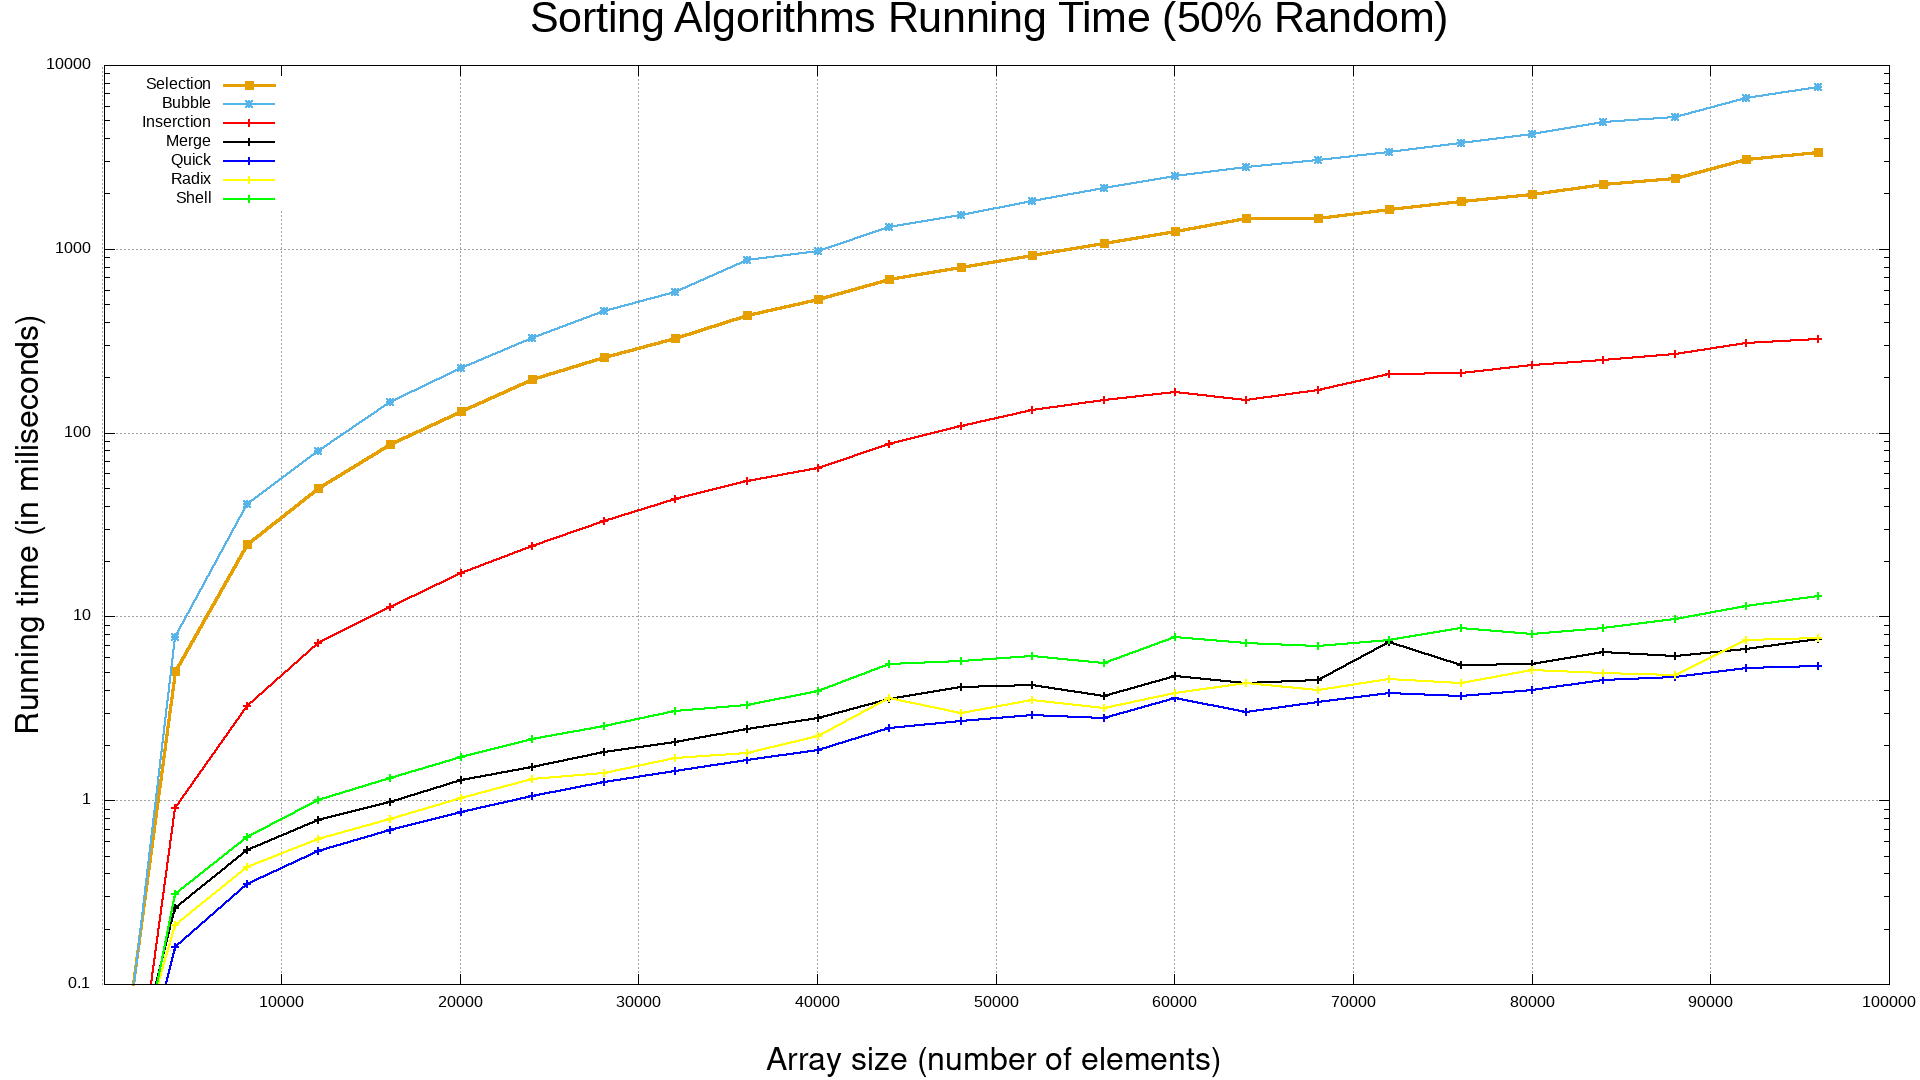 Sorting Algorithms Running Time (50% Random)
Selection
Bubble
Inserction
Merge
Quick
Radix
Shell
Running time (in miliseconds)
10000
1000
100
10
1
0.1
10000 20000 30000 40000 50000 60000 70000 80000 90000 100000
Array size (number of elements)